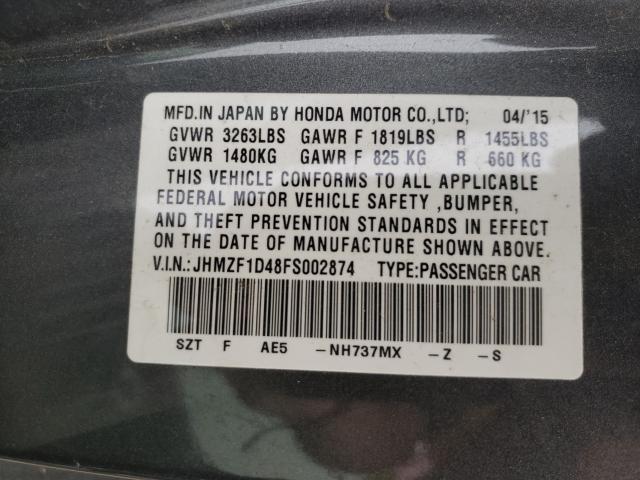 MFD.IN JAPAN BY HONDA MOTOR CO.,LTD; 04/'15
GVWR 3263LBS GAWR F 1819LBS R 1455LBS
GVWR 1480KG GAWR F 825 KG R 660 KG
THIS VEHICLE CONFORMS TO ALL APPLICABLE
FEDERAL MOTOR VEHICLE SAFETY ,BUMPER,
AND THEFT PREVENTION STANDARDS IN EFFECT
ON THE DATE OF MANUFACTURE SHOWN ABOVE.
V.I.N.:JHMZF1D48FS002874 TYPE:PASSENGER CAR
SZT F AE5 -NH737MX -Z -S